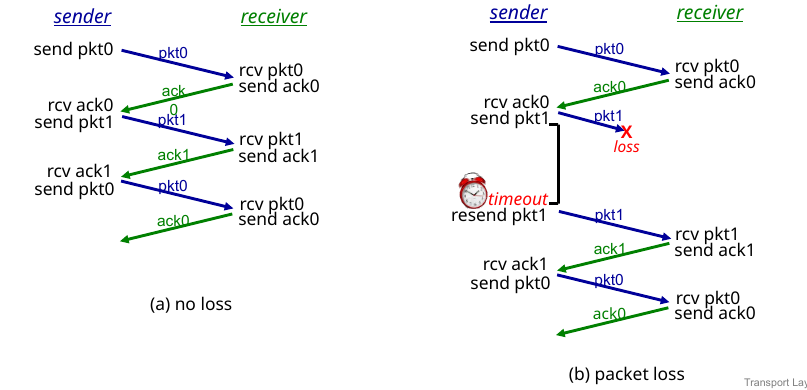 sender
receiver
send pkt0
pkt0
rcv pkt0
send ack0
ack
0
rcv ack0
send pkt1
pkt1
rcv pkt1
send ack1
ack1
rcv ack1
send pkt0
pkt0
rcv pkt0
send ack0
ack0
(a) no loss
sender
receiver
send pkt0
pkt0
rcv pkt0
send ack0
ack0
rcv ack0
send pkt1
pkt1
X
loss
timeout
resend pkt1
pkt1
rcv pkt1
send ack1
ack1
rcv ack1
send pkt0
pkt0
rcv pkt0
send ack0
ack0
(b) packet loss
Transport Lay